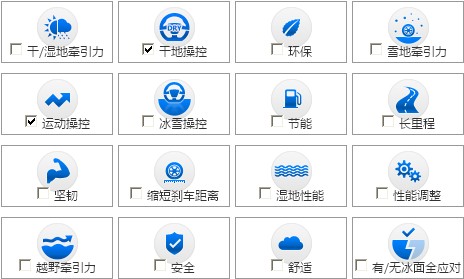 DRY
干/湿地牵引力
干地操控
环保
雪地牵引力
运动操控
冰雪操控
节能
长里程
坚韧
缩短刹车距离
湿地性能
性能调整
越野牵引力
安全
舒适
有/无冰面全应对